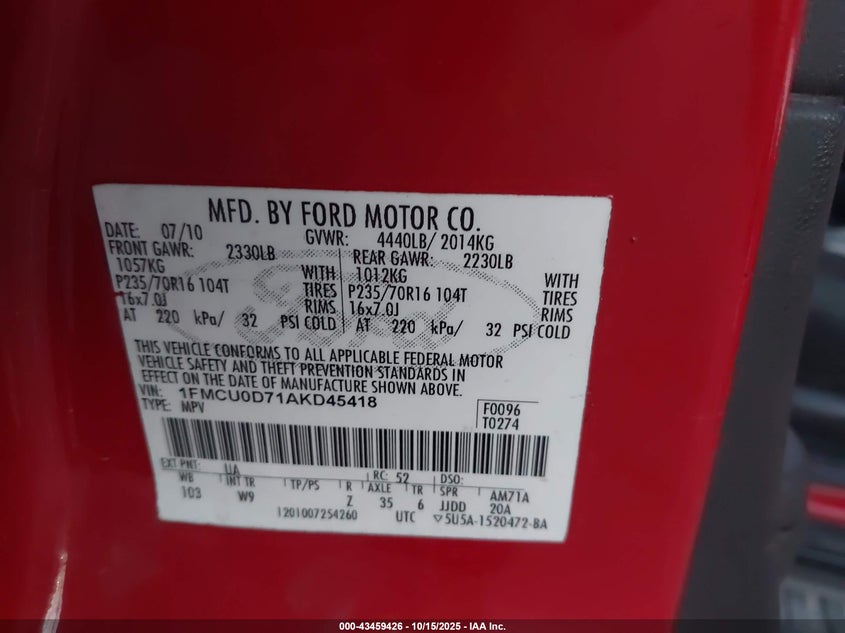 MFD. BY FORD MOTOR CO.
DATE: 07/10 GVWR: 4440LB/ 2014KG
FRONT GAWR: 2330LB REAR GAWR: 2230LB
1057KG WITH 1012KG WITH
P235/70R16 104T TIRES P235/70R16 104T TIRES
16x7.0J RIMS 16x7.0J RIMS
AT 220 kPa/ 32 PSI COLD AT 220 kPa/ 32 PSI COLD
THIS VEHICLE CONFORMS TO ALL APPLICABLE FEDERAL MOTOR
VEHICLE SAFETY AND THEFT PREVENTION STANDARDS IN
EFFECT ON THE DATE OF MANUFACTURE SHOWN ABOVE.
VIN: 1FMCU0D71AKD45418
TYPE: MPV
F0096
T0274
EXT PNT: UA RC: 52 DSO:
WB INT TR TP/PS R AXLE TR SPR AM71A
103 W9 Z 35 6 JJDD 20A
1201007254260 UTC ▽5U5A-1520472-BA
Ford
000-43459426 - 10/15/2025 - IAA Inc.